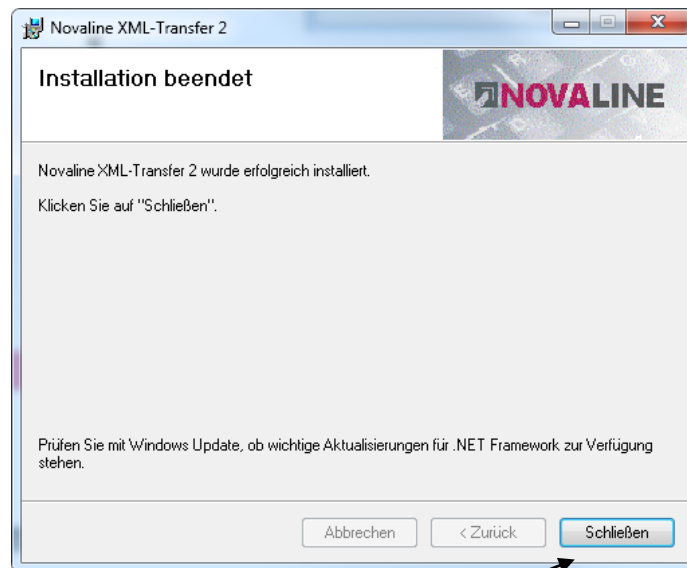 Novaline XML-Transfer 2
Installation beendet
NOVALINE
Novaline XML-Transfer 2 wurde erfolgreich installiert.
Klicken Sie auf "Schließen".
Prüfen Sie mit Windows Update, ob wichtige Aktualisierungen für .NET Framework zur Verfügung
stehen.
Abbrechen
< Zurück
Schließen